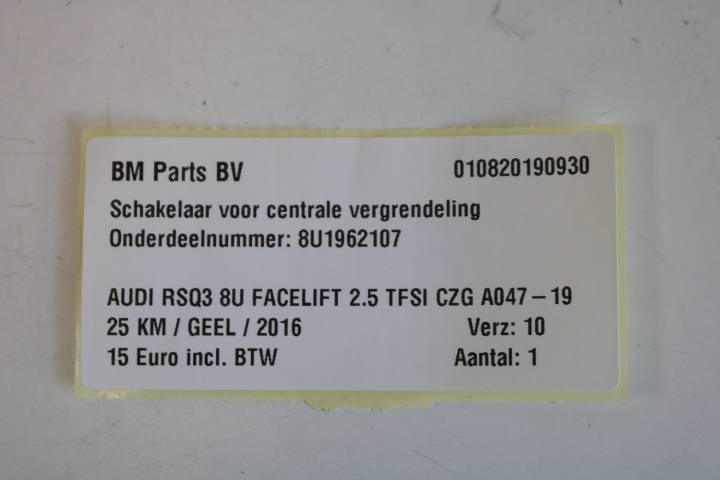 BM Parts BV 010820190930
Schakelaar voor centrale vergrendeling
Onderdeelnummer: 8U1962107
AUDI RSQ3 8U FACELIFT 2.5 TFSI CZG A047 – 19
25 KM / GEEL / 2016 Verz: 10
15 Euro incl. BTW Aantal: 1